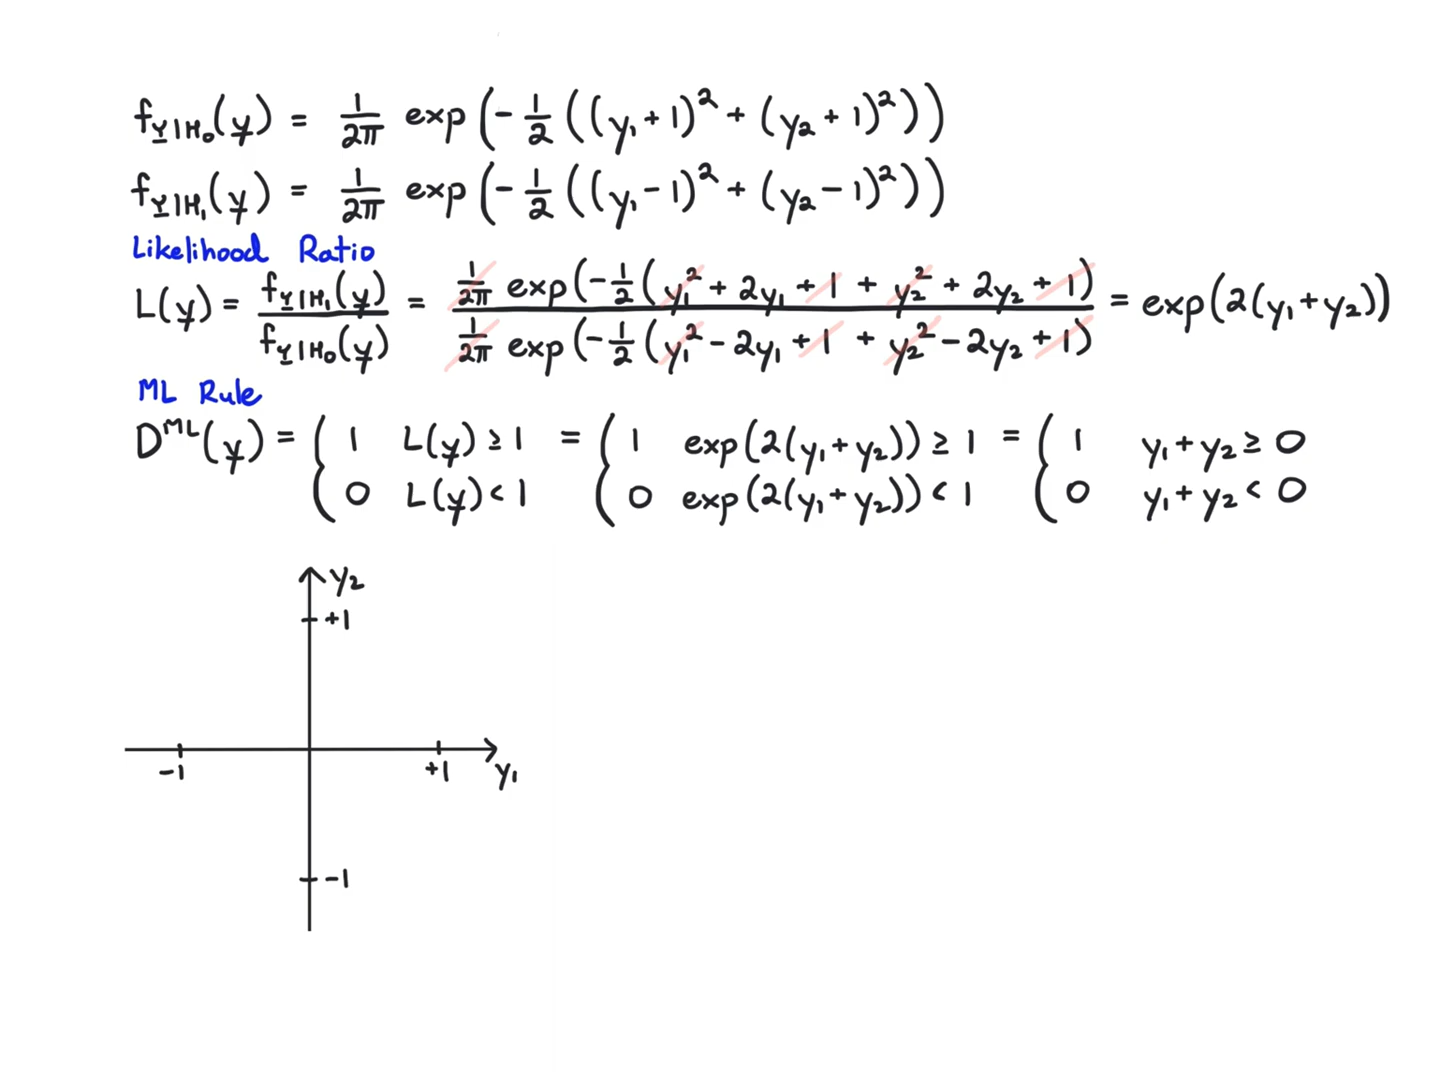 f_{Y|H₀}(y) = 1/2π exp(-1/2((y₁+1)² + (y₂+1)²))
f_{Y|H₁}(y) = 1/2π exp(-1/2((y₁-1)² + (y₂-1)²))
Likelihood Ratio
L(y) = f_{Y|H₁}(y) / f_{Y|H₀}(y) = 1/2π exp(-1/2(y₁² + 2y₁ + 1 + y₂² + 2y₂ + 1) / 1/2π exp(-1/2(y₁² - 2y₁ + 1 + y₂² - 2y₂ + 1) = exp(2(y₁+y₂))
ML Rule
D^{ML}(y) = { 1 L(y) ≥ 1 = { 1 exp(2(y₁+y₂)) ≥ 1 = { 1 y₁+y₂ ≥ 0
0 L(y) < 1 0 exp(2(y₁+y₂)) < 1 0 y₁+y₂ < 0
y₂
+1
-1 +1 y₁
-1